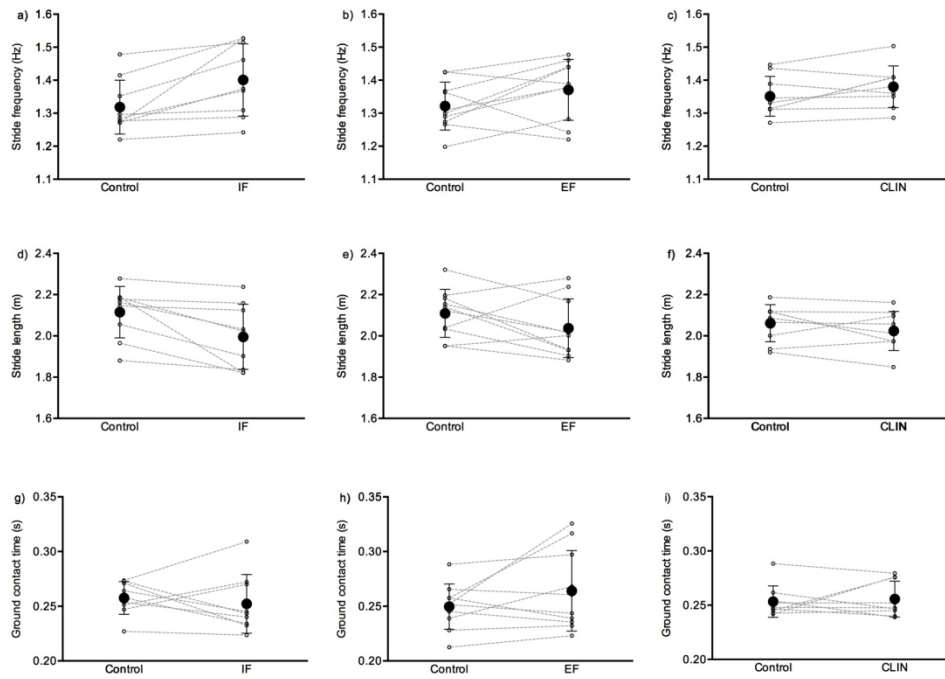 a)
Stride frequency (Hz)
1.6
1.5
1.4
1.3
1.2
1.1
Control
IF
b)
Stride frequency (Hz)
1.6
1.5
1.4
1.3
1.2
1.1
Control
EF
c)
Stride frequency (Hz)
1.6
1.5
1.4
1.3
1.2
1.1
Control
CLIN
d)
Stride length (m)
2.4
2.2
2.0
1.8
1.6
Control
IF
e)
Stride length (m)
2.4
2.2
2.0
1.8
1.6
Control
EF
f)
Stride length (m)
2.4
2.2
2.0
1.8
1.6
Control
CLIN
g)
Ground contact time (s)
0.35
0.30
0.25
0.20
Control
IF
h)
Ground contact time (s)
0.35
0.30
0.25
0.20
Control
EF
i)
Ground contact time (s)
0.35
0.30
0.25
0.20
Control
CLIN